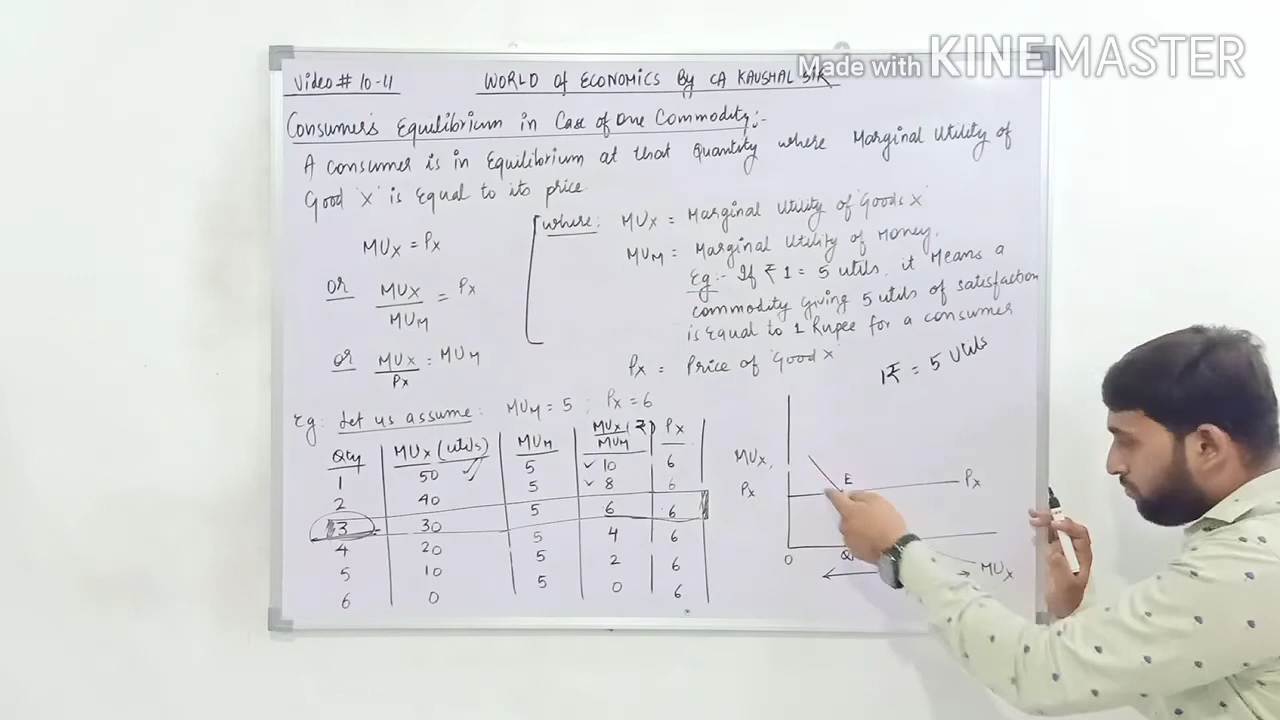 Made with KINEMASTER
Video # 10-11
WORLD of ECONOMICS By CA KAUSHAL SIR
Consumer's Equilibrium in Case of One Commodity:-
A consumer is in Equilibrium at that Quantity where Marginal Utility of
Good 'X' is Equal to its price
MUx = Px
or MUx/MUM = Px
or MUx/Px = MUM
where: MUx = Marginal Utility of 'Goods X'
MUM = Marginal Utility of Money.
Eg:- If ₹ 1 = 5 utils, it Means a
commodity giving 5 utils of satisfaction
is equal to 1 Rupee for a consumer
Px = Price of 'Good X'
1₹ = 5 Utils
Eg: Let us assume: MUM = 5 ; Px = 6
Qty MUx (utils) MUM MUx/MUM (₹) Px
1 50 5 10 6
2 40 5 8 6
3 30 5 6 6
4 20 5 4 6
5 10 5 2 6
6 0 5 0 6
MUx,
Px
E
Px
O
Q
MUx